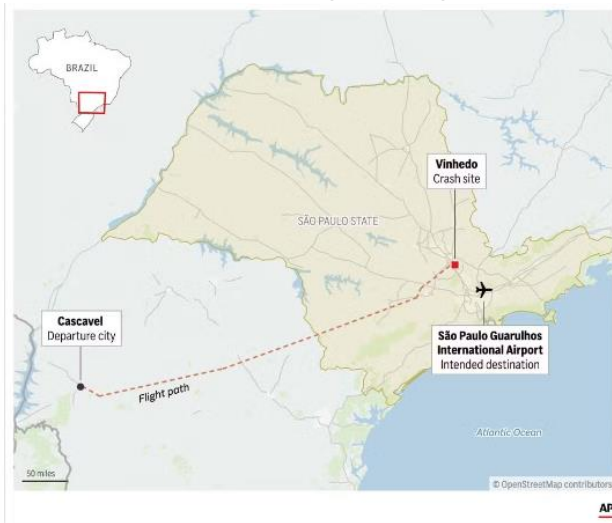 BRAZIL
Vinhedo
Crash site
SÃO PAULO STATE
Cascavel
Departure city
São Paulo Guarulhos
International Airport
Intended destination
Flight path
Atlantic Ocean
50 miles
© OpenStreetMap contributors
AP